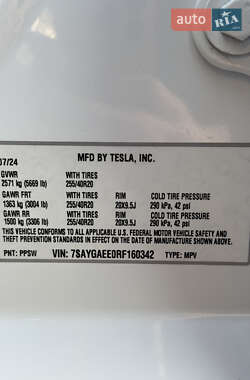 auto RIA
07/24 MFD BY TESLA, INC.
GVWR WITH TIRES
2571 kg (5669 lb) 255/40R20
GAWR FRT WITH TIRES RIM COLD TIRE PRESSURE
1363 kg (3004 lb) 255/40R20 20X9.5J 290 kPa, 42 psi
GAWR RR WITH TIRES RIM COLD TIRE PRESSURE
1500 kg (3306 lb) 255/40R20 20X9.5J 290 kPa, 42 psi
THIS VEHICLE CONFORMS TO ALL APPLICABLE U.S. FEDERAL MOTOR VEHICLE SAFETY AND
THEFT PREVENTION STANDARDS IN EFFECT ON THE DATE OF MANUFACTURE SHOWN ABOVE.
PNT: PPSW VIN: 7SAYGAEE0RF160342 TYPE: MPV